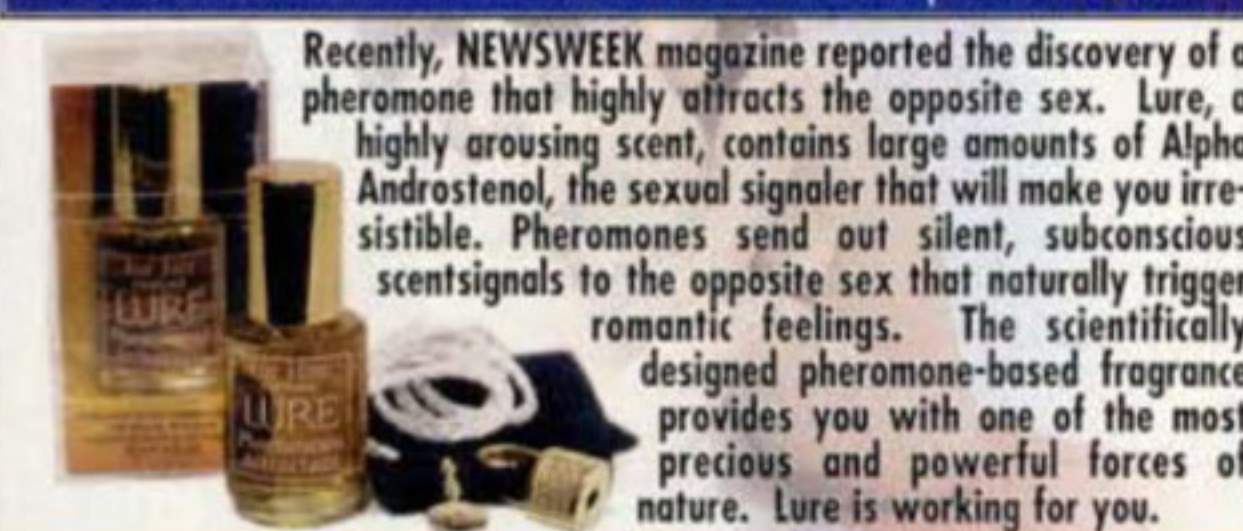 Recently, NEWSWEEK magazine reported the discovery of a
pheromone that highly attracts the opposite sex. Lure, a
highly arousing scent, contains large amounts of Alpha
Androstenol, the sexual signaler that will make you irre-
sistible. Pheromones send out silent, subconscious
scentsignals to the opposite sex that naturally trigger
romantic feelings. The scientifically
designed pheromone-based fragrance
provides you with one of the most
precious and powerful forces of
nature. Lure is working for you.
LURE
LURE